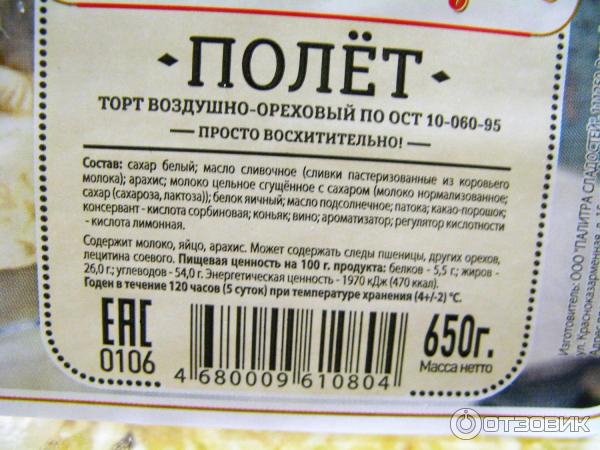 ПОЛЁТ
ТОРТ ВОЗДУШНО-ОРЕХОВЫЙ ПО ОСТ 10-060-95
— ПРОСТО ВОСХИТИТЕЛЬНО! —
Состав: сахар белый; масло сливочное (сливки пастеризованные из коровьего
молока); арахис; молоко цельное сгущённое с сахаром (молоко нормализованное;
сахар (сахароза, лактоза)); белок яичный; масло подсолнечное; патока; какао-порошок;
консервант - кислота сорбиновая; коньяк; вино; ароматизатор; регулятор кислотности
- кислота лимонная.
Содержит молоко, яйцо, арахис. Может содержать следы пшеницы, других орехов,
лецитина соевого. Пищевая ценность на 100 г. продукта: белков - 5,5 г.; жиров -
26,0 г.; углеводов - 54,0 г. Энергетическая ценность - 1970 кДж (470 ккал).
Годен в течение 120 часов (5 суток) при температуре хранения (4+/-2) °С.
ЕАС
0106
4 680009 610804
650г.
Масса нетто
Изготовитель: ООО "ПАЛИТРА СЛАДОСТЕЙ"
ул. Красноказарменная, д.
ОТЗОВИК